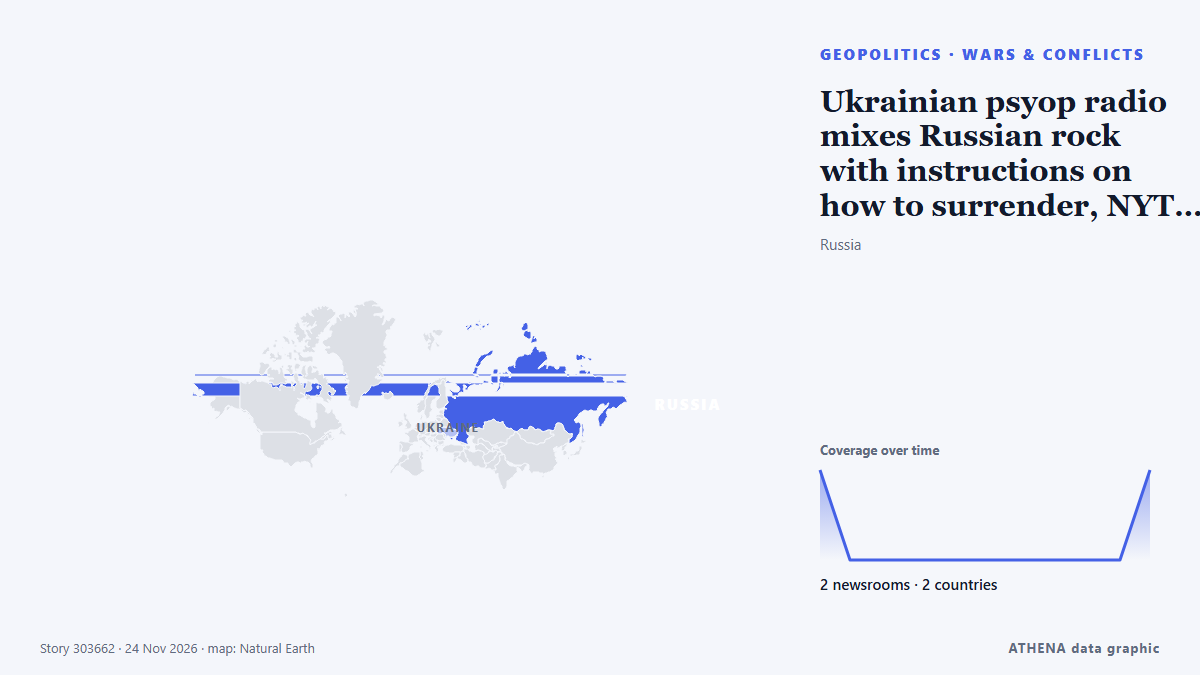 GEOPOLITICS · WARS & CONFLICTS
Ukrainian psyop radio
mixes Russian rock
with instructions on
how to surrender, NYT…
Russia
RUSSIA
UKRAINE
Coverage over time
2 newsrooms · 2 countries
Story 303662 · 24 Nov 2026 · map: Natural Earth
ATHENA data graphic